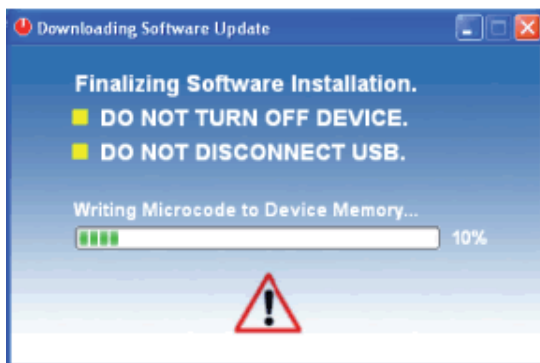 Downloading Software Update
Finalizing Software Installation.
DO NOT TURN OFF DEVICE.
DO NOT DISCONNECT USB.
Writing Microcode to Device Memory...
10%